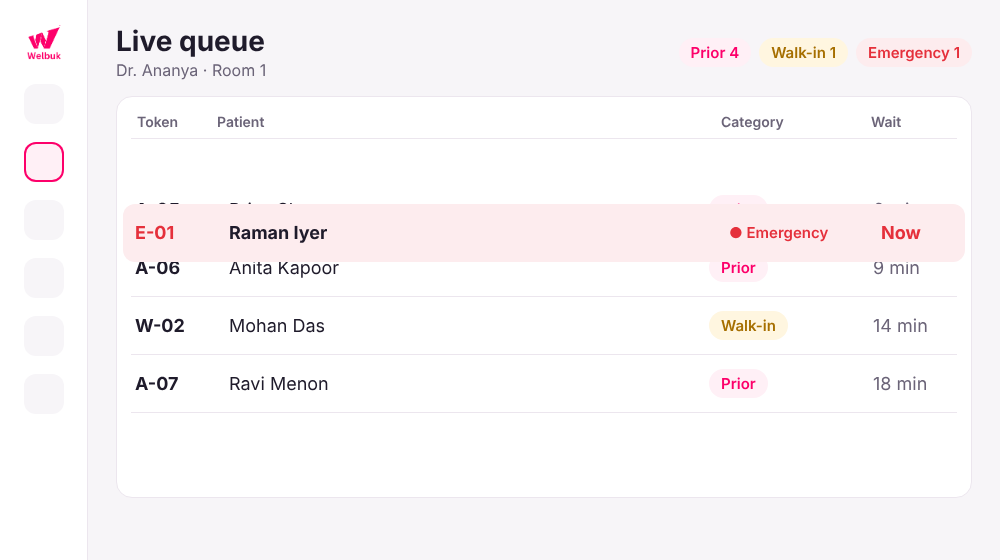 Welbuk
Live queue
Dr. Ananya · Room 1
Prior 4 Walk-in 1 Emergency 1
Token Patient Category Wait
E-01 Raman Iyer Emergency Now
A-06 Anita Kapoor Prior 9 min
W-02 Mohan Das Walk-in 14 min
A-07 Ravi Menon Prior 18 min